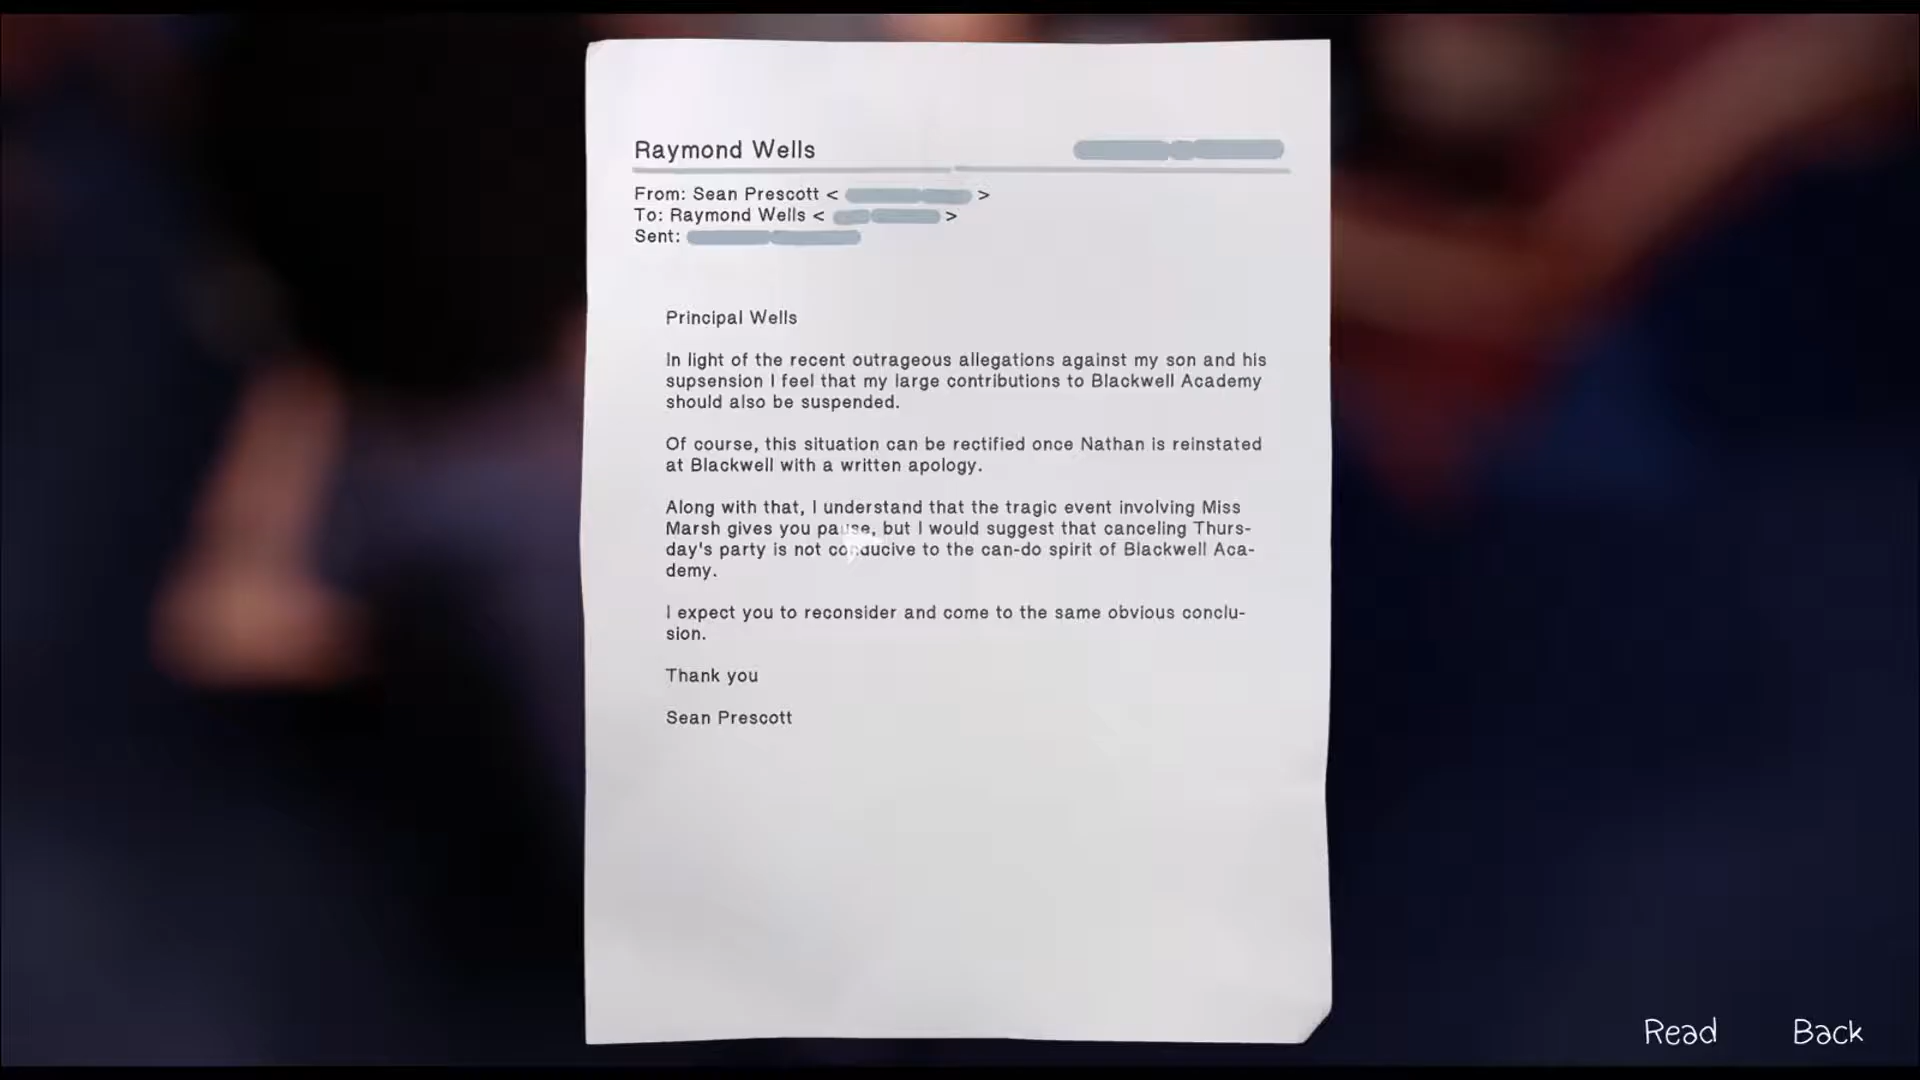 Raymond Wells
From: Sean Prescott < >
To: Raymond Wells < >
Sent:
Principal Wells
In light of the recent outrageous allegations against my son and his
supsension I feel that my large contributions to Blackwell Academy
should also be suspended.
Of course, this situation can be rectified once Nathan is reinstated
at Blackwell with a written apology.
Along with that, I understand that the tragic event involving Miss
Marsh gives you pause, but I would suggest that canceling Thurs-
day's party is not conducive to the can-do spirit of Blackwell Aca-
demy.
I expect you to reconsider and come to the same obvious conclu-
sion.
Thank you
Sean Prescott
Read Back